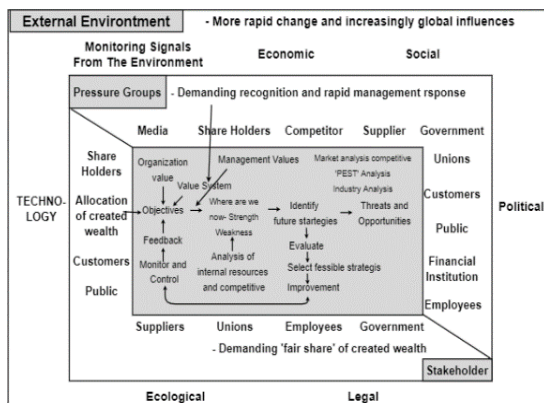 External Environtment
- More rapid change and increasingly global influences
Monitoring Signals
From The Environment
Economic
Social
Pressure Groups
- Demanding recognition and rapid management rsponse
Media
Share Holders
Competitor
Supplier
Government
Share
Holders
Organization
value
Management Values
Market analysis competitive
'PEST' Analysis
Industry Analysis
Unions
TECHNO-
LOGY
Allocation
of created
wealth
Value System
Objectives
Where are we
now- Strength
Weakness
Identify
future startegies
Threats and
Opportunities
Customers
Political
Public
Feedback
Evaluate
Customers
Monitor and
Control
Analysis of
internal resources
and competitive
Select fessible strategis
Financial
Institution
Public
Improvement
Employees
Suppliers
Unions
Employees
Government
- Demanding 'fair share' of created wealth
Stakeholder
Ecological
Legal